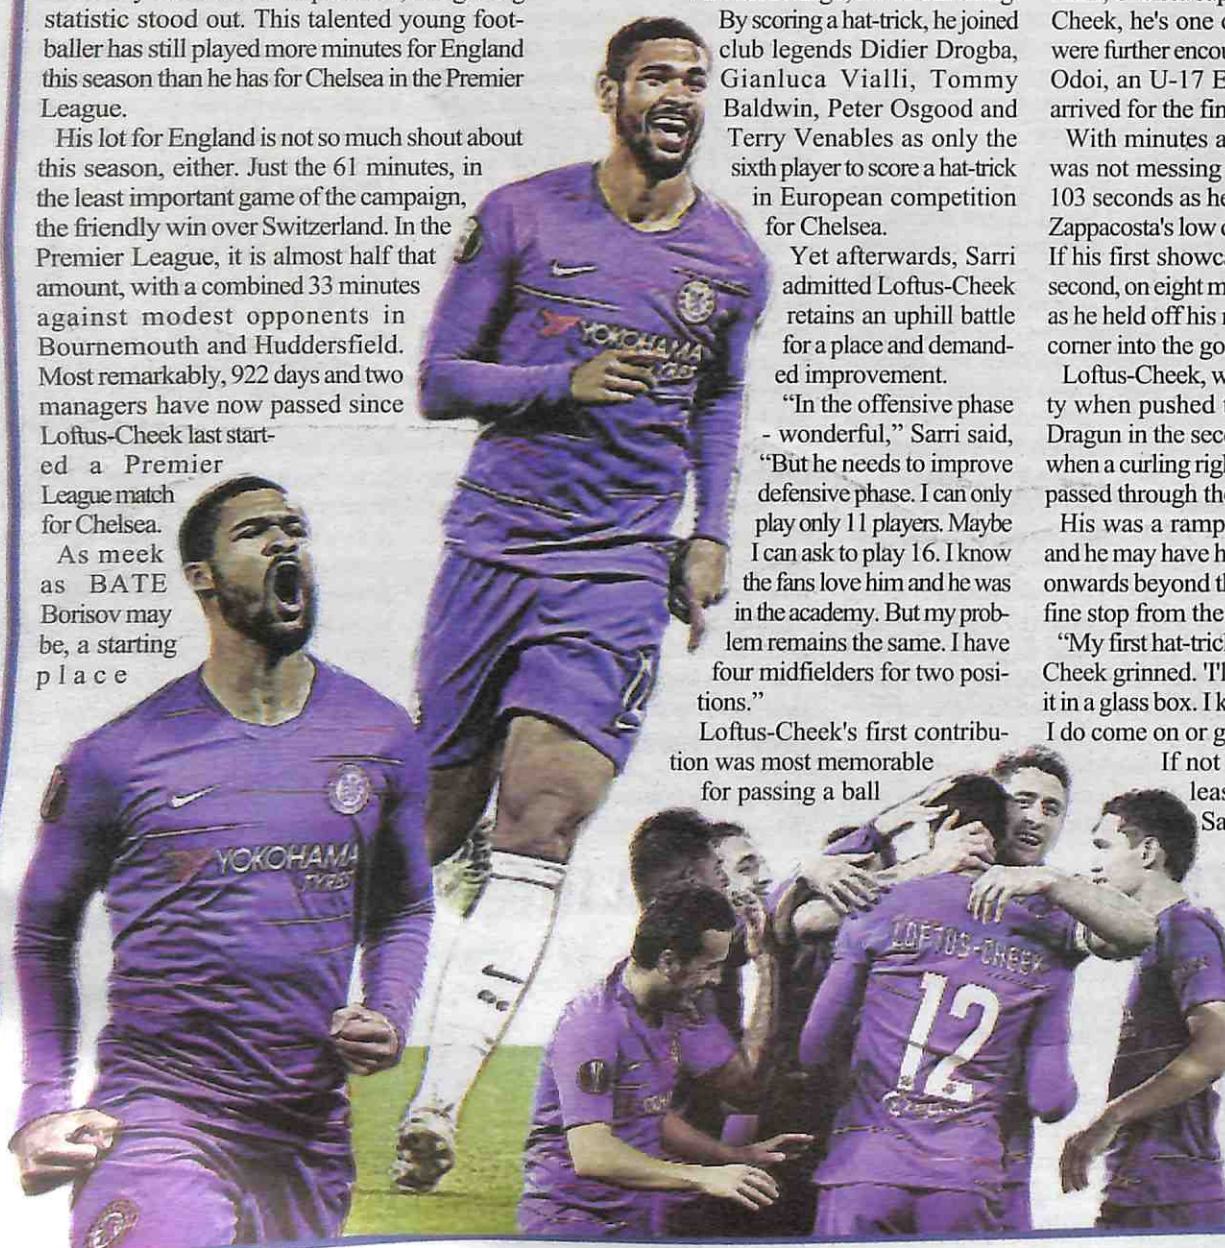 statistic stood out. This talented young foot-
baller has still played more minutes for England
this season than he has for Chelsea in the Premier
League.
His lot for England is not so much shout about
this season, either. Just the 61 minutes, in
the least important game of the campaign,
the friendly win over Switzerland. In the
Premier League, it is almost half that
amount, with a combined 33 minutes
against modest opponents in
Bournemouth and Huddersfield.
Most remarkably, 922 days and two
managers have now passed since
Loftus-Cheek last start-
ed a Premier
League match
for Chelsea.
As meek
as BATE
Borisov may
be, a starting
place
By scoring a hat-trick, he joined
club legends Didier Drogba,
Gianluca Vialli, Tommy
Baldwin, Peter Osgood and
Terry Venables as only the
sixth player to score a hat-trick
in European competition
for Chelsea.
Yet afterwards, Sarri
admitted Loftus-Cheek
retains an uphill battle
for a place and demand-
ed improvement.
“In the offensive phase
- wonderful,” Sarri said,
“But he needs to improve
defensive phase. I can only
play only 11 players. Maybe
I can ask to play 16. I know
the fans love him and he was
in the academy. But my prob-
lem remains the same. I have
four midfielders for two posi-
tions.”
Loftus-Cheek's first contribu-
tion was most memorable
for passing a ball
Cheek, he's one
were further encou
Odoi, an U-17 E
arrived for the fin
With minutes a
was not messing
103 seconds as he
Zappacosta's low
If his first showc
second, on eight m
as he held off his
corner into the go
Loftus-Cheek, w
ty when pushed
Dragun in the sec
when a curling rig
passed through the
His was a ramp
and he may have h
onwards beyond th
fine stop from the
“My first hat-tric
Cheek grinned. 'I'l
it in a glass box. I k
I do come on or g
If not
leas
Sa
YOKOHAMA
TYRES
12
YOKOHAMA
TYRES
LOFTUS-CHEEK
12